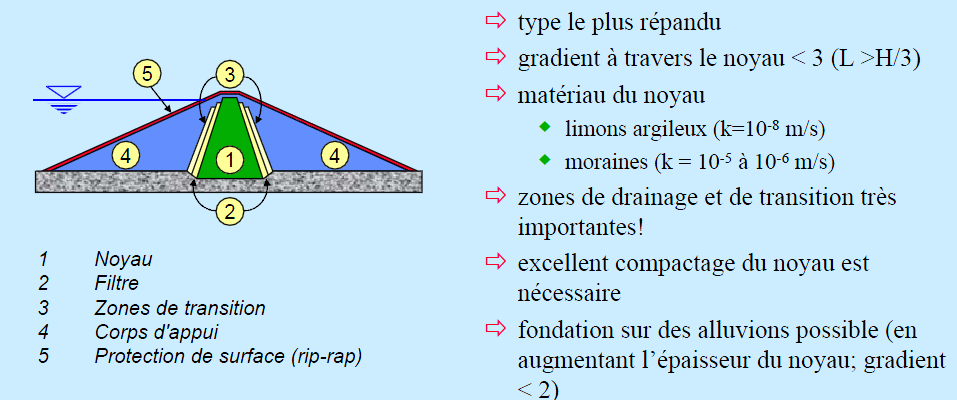 5
3
4
1
4
2
1 Noyau
2 Filtre
3 Zones de transition
4 Corps d'appui
5 Protection de surface (rip-rap)
⇨ type le plus répandu
⇨ gradient à travers le noyau < 3 (L >H/3)
⇨ matériau du noyau
◆ limons argileux (k=10-8 m/s)
◆ moraines (k = 10-5 à 10-6 m/s)
⇨ zones de drainage et de transition très
importantes!
⇨ excellent compactage du noyau est
nécessaire
⇨ fondation sur des alluvions possible (en
augmentant l’épaisseur du noyau; gradient
< 2)